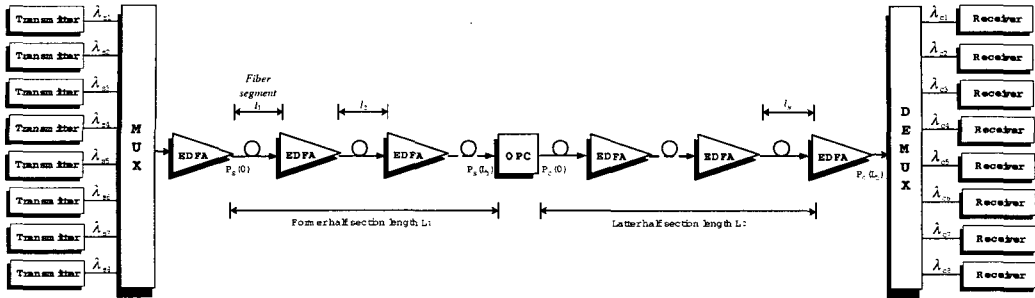 Transmitter λs1
Transmitter λs2
Transmitter λs3
Transmitter λs4
Transmitter λs5
Transmitter λs6
Transmitter λs7
Transmitter λs8
MUX
Fiber
segment
l1
l2
EDFA
EDFA
EDFA
OPC
EDFA
EDFA
EDFA
Ps(0)
Ps(L1)
Pc(0)
Pc(L2)
Former half section length L1
Latter half section length L2
DEMUX
λc1 Receiver
λc2 Receiver
λc3 Receiver
λc4 Receiver
λc5 Receiver
λc6 Receiver
λc7 Receiver
λc8 Receiver